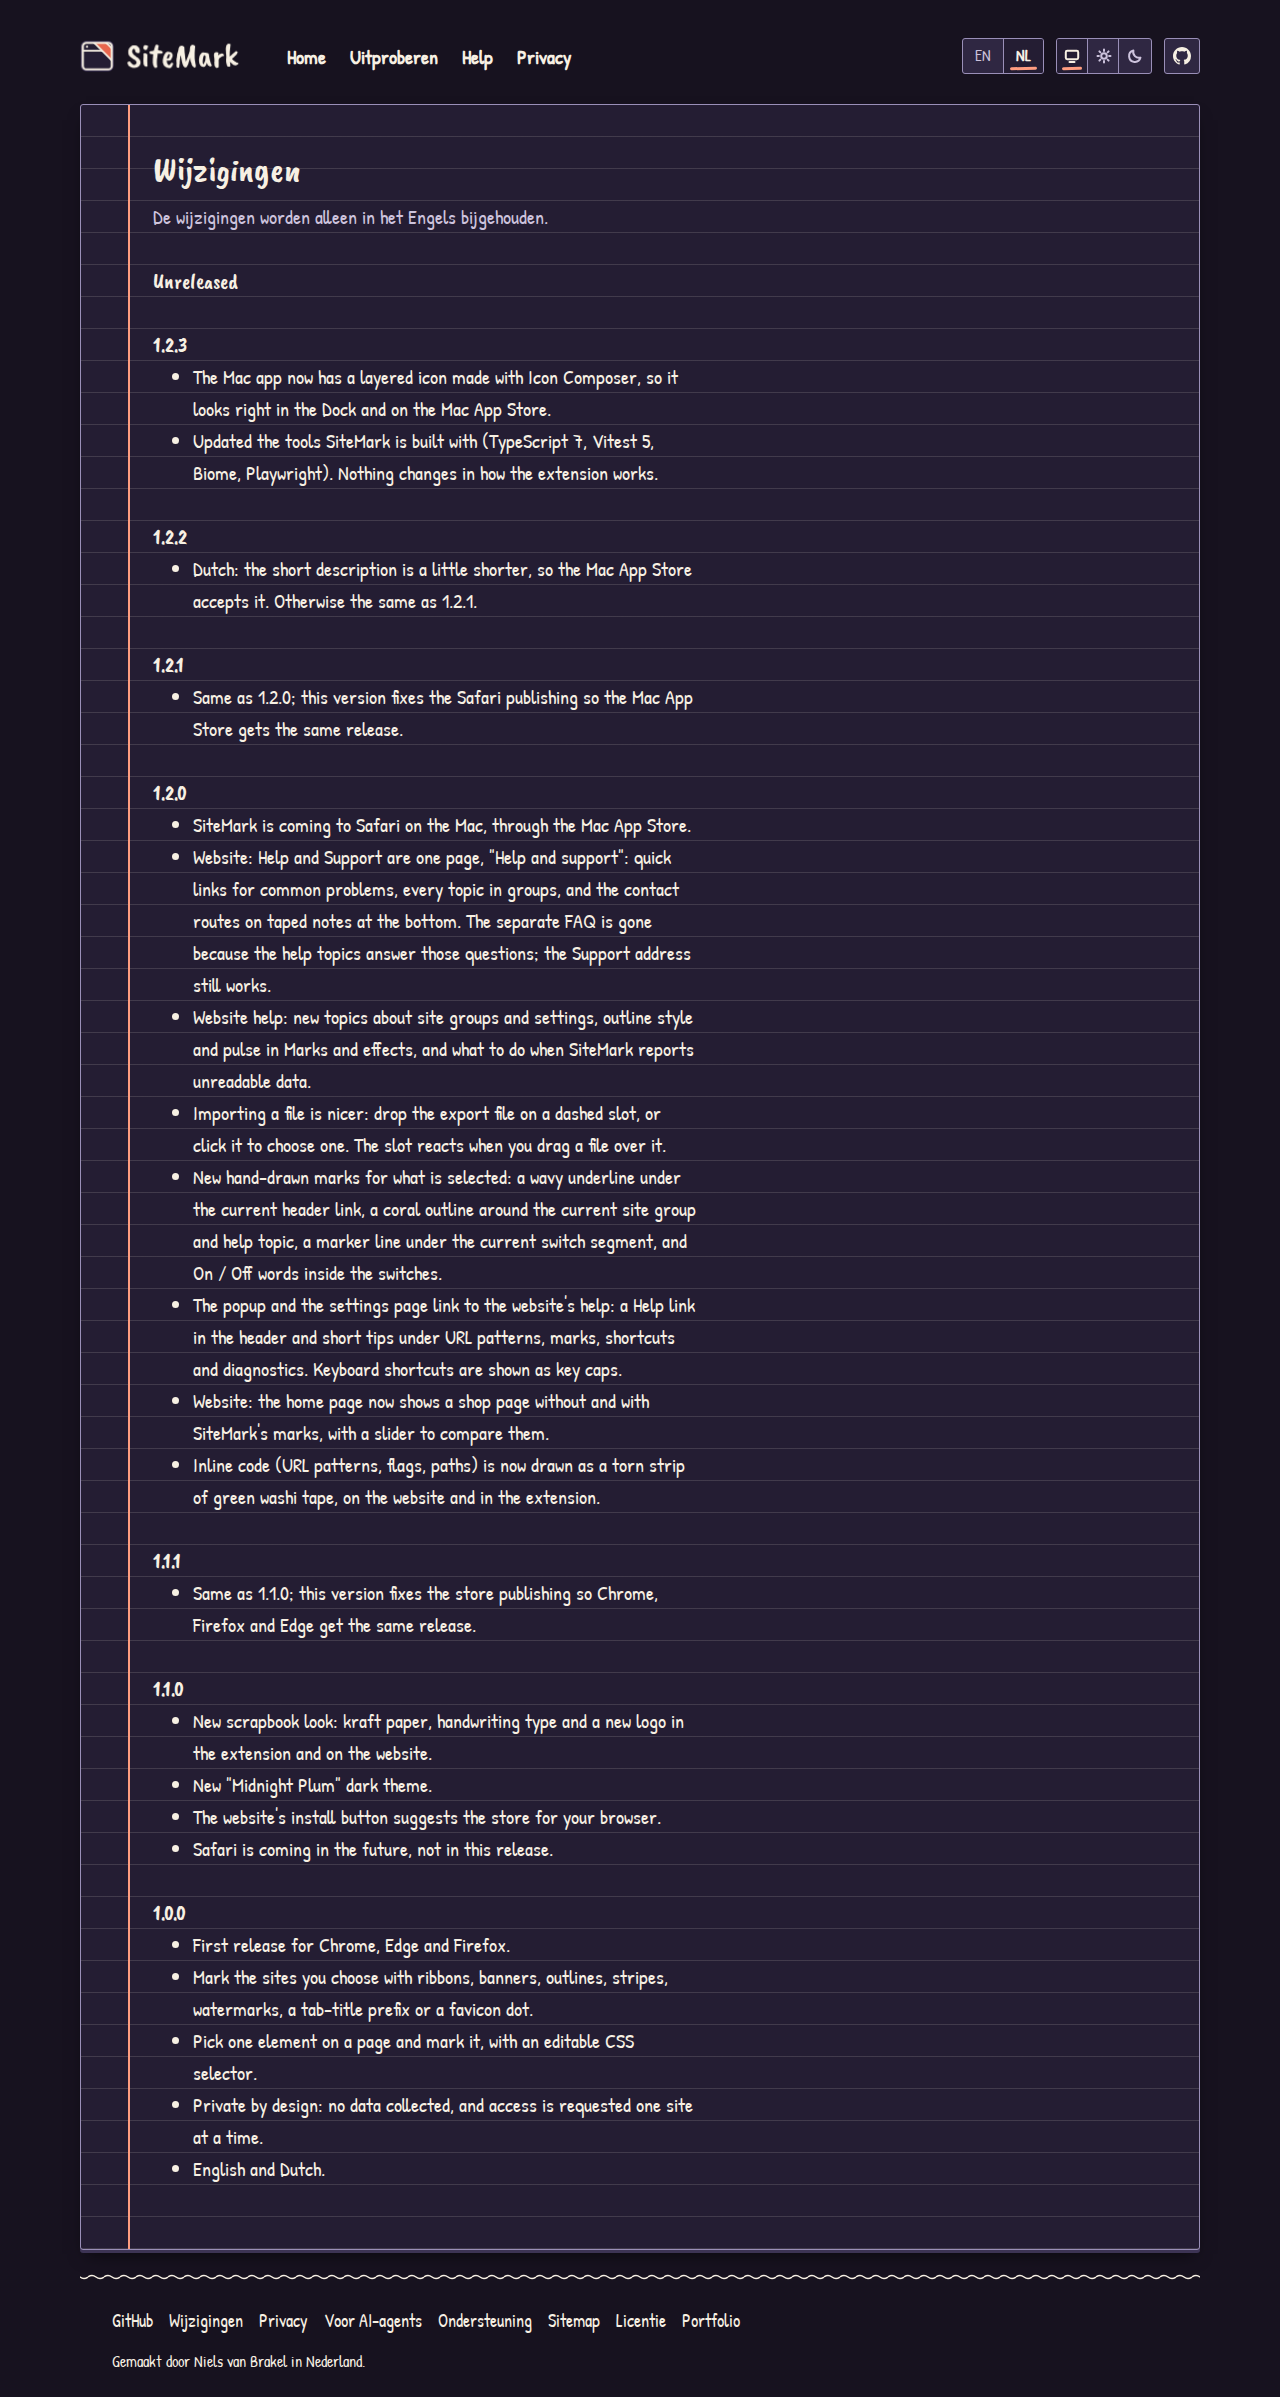 SiteMark Home Uitproberen Help Privacy EN NL
Wijzigingen
De wijzigingen worden alleen in het Engels bijgehouden.
Unreleased
1.2.3
The Mac app now has a layered icon made with Icon Composer, so it
looks right in the Dock and on the Mac App Store.
Updated the tools SiteMark is built with (TypeScript 7, Vitest 5,
Biome, Playwright). Nothing changes in how the extension works.
1.2.2
Dutch: the short description is a little shorter, so the Mac App Store
accepts it. Otherwise the same as 1.2.1.
1.2.1
Same as 1.2.0; this version fixes the Safari publishing so the Mac App
Store gets the same release.
1.2.0
SiteMark is coming to Safari on the Mac, through the Mac App Store.
Website: Help and Support are one page, "Help and support": quick
links for common problems, every topic in groups, and the contact
routes on taped notes at the bottom. The separate FAQ is gone
because the help topics answer those questions; the Support address
still works.
Website help: new topics about site groups and settings, outline style
and pulse in Marks and effects, and what to do when SiteMark reports
unreadable data.
Importing a file is nicer: drop the export file on a dashed slot, or
click it to choose one. The slot reacts when you drag a file over it.
New hand-drawn marks for what is selected: a wavy underline under
the current header link, a coral outline around the current site group
and help topic, a marker line under the current switch segment, and
On / Off words inside the switches.
The popup and the settings page link to the website's help: a Help link
in the header and short tips under URL patterns, marks, shortcuts
and diagnostics. Keyboard shortcuts are shown as key caps.
Website: the home page now shows a shop page without and with
SiteMark's marks, with a slider to compare them.
Inline code (URL patterns, flags, paths) is now drawn as a torn strip
of green washi tape, on the website and in the extension.
1.1.1
Same as 1.1.0; this version fixes the store publishing so Chrome,
Firefox and Edge get the same release.
1.1.0
New scrapbook look: kraft paper, handwriting type and a new logo in
the extension and on the website.
New "Midnight Plum" dark theme.
The website's install button suggests the store for your browser.
Safari is coming in the future, not in this release.
1.0.0
First release for Chrome, Edge and Firefox.
Mark the sites you choose with ribbons, banners, outlines, stripes,
watermarks, a tab-title prefix or a favicon dot.
Pick one element on a page and mark it, with an editable CSS
selector.
Private by design: no data collected, and access is requested one site
at a time.
English and Dutch.
GitHub Wijzigingen Privacy Voor AI-agents Ondersteuning Sitemap Licentie Portfolio
Gemaakt door Niels van Brakel in Nederland.